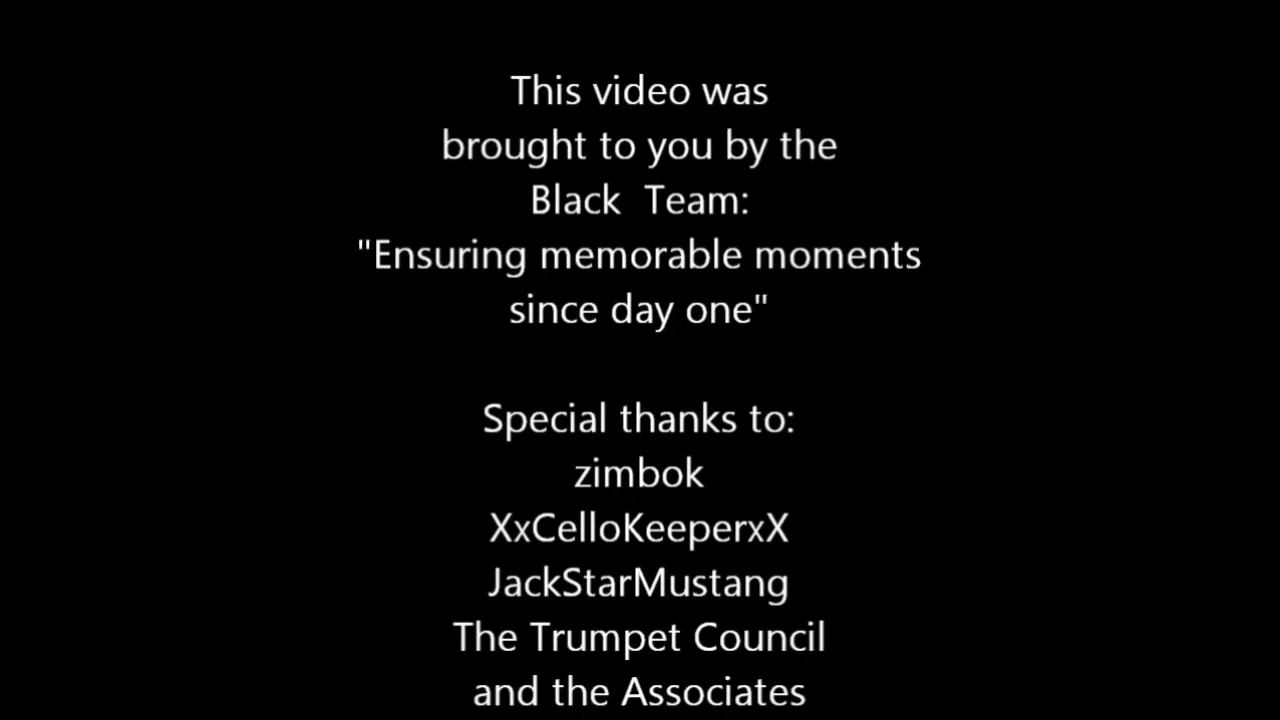 This video was
brought to you by the
Black  Team:
"Ensuring memorable moments
since day one"
Special thanks to:
zimbok
XxCelloKeeperxX
JackStarMustang
The Trumpet Council
and the Associates